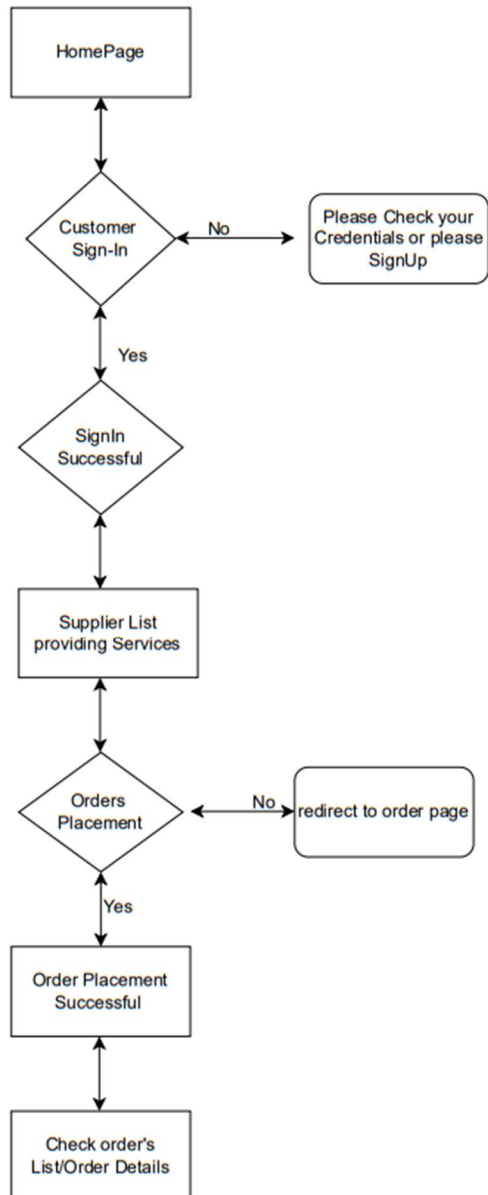 HomePage
Customer
Sign-In
No
Please Check your
Credentials or please
SignUp
Yes
SignIn
Successful
Supplier List
providing Services
Orders
Placement
No
redirect to order page
Yes
Order Placement
Successful
Check order's
List/Order Details